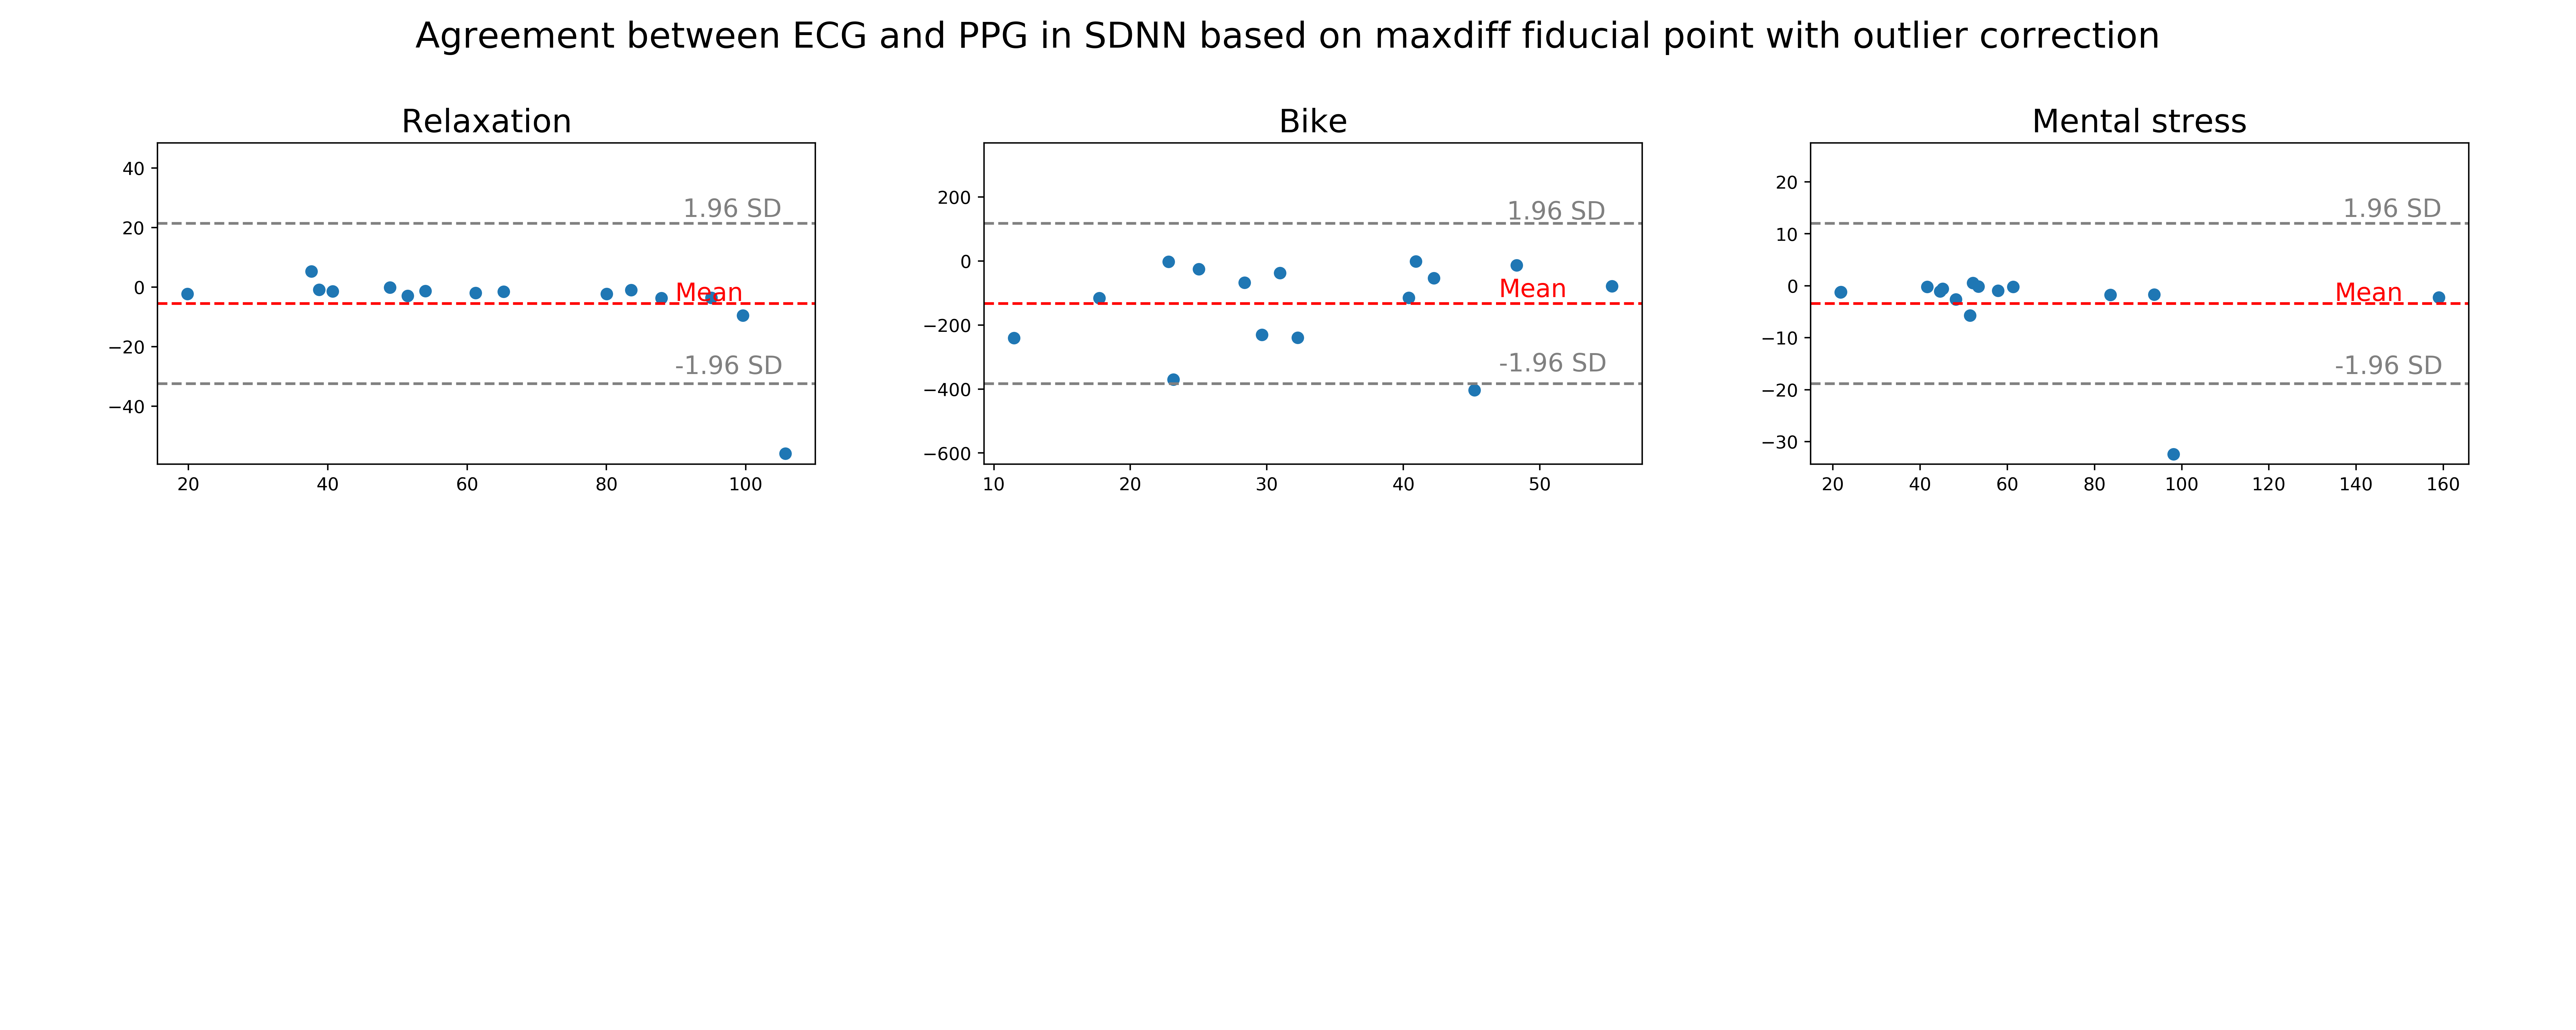 Agreement between ECG and PPG in SDNN based on maxdiff fiducial point with outlier correction
Relaxation
40
20
0
−20
−40
1.96 SD
Mean
-1.96 SD
20 40 60 80 100
Bike
200
0
−200
−400
−600
1.96 SD
Mean
-1.96 SD
10 20 30 40 50
Mental stress
20
10
0
−10
−20
−30
1.96 SD
Mean
-1.96 SD
20 40 60 80 100 120 140 160